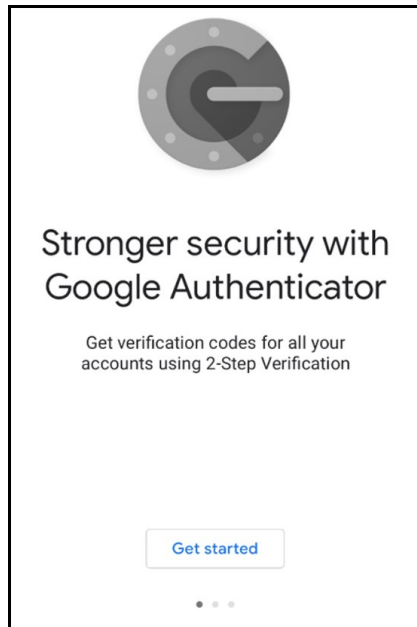 Stronger security with
Google Authenticator
Get verification codes for all your
accounts using 2-Step Verification
Get started